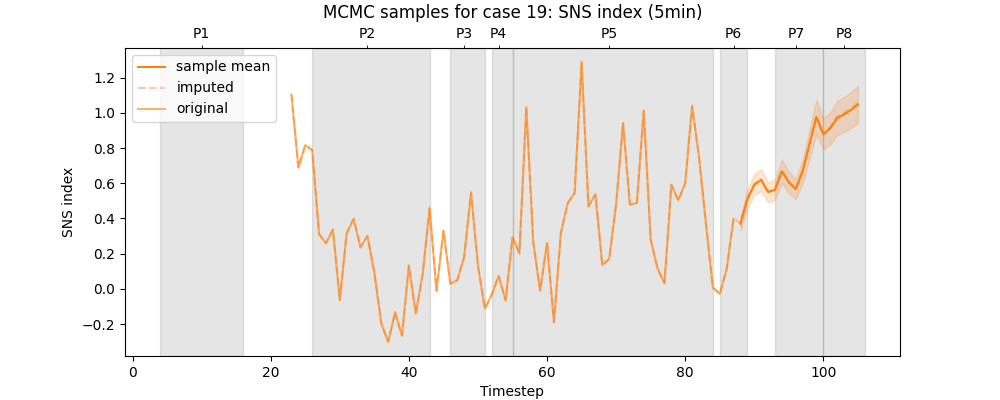 MCMC samples for case 19: SNS index (5min)
P1 P2 P3 P4 P5 P6 P7 P8
sample mean
imputed
original
1.2
1.0
0.8
0.6
0.4
0.2
0.0
−0.2
SNS index
0 20 40 60 80 100
Timestep